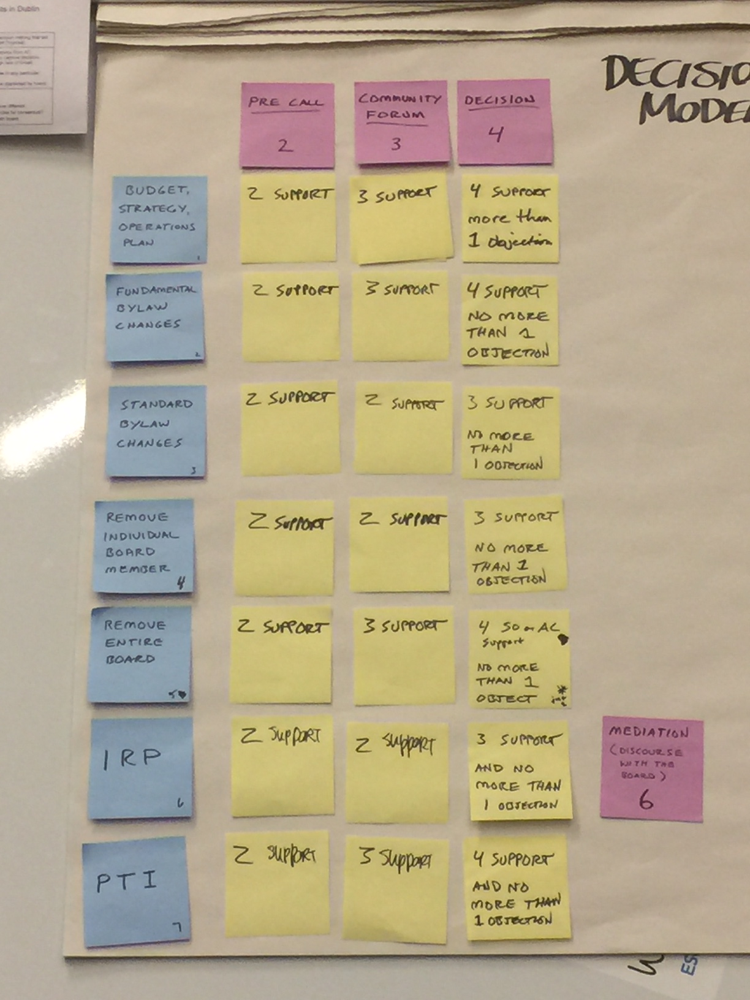 ts in Dublin
DECISIO
MODE
PRE CALL
2
COMMUNITY
FORUM
3
DECISION
4
BUDGET,
STRATEGY,
OPERATIONS
PLAN
1
2 SUPPORT
3 SUPPORT
4 SUPPORT
more than
1 objection
FUNDAMENTAL
BYLAW
CHANGES
2
2 SUPPORT
3 SUPPORT
4 SUPPORT
NO MORE
THAN 1
OBJECTION
STANDARD
BYLAW
CHANGES
3
2 SUPPORT
2 SUPPORT
3 SUPPORT
NO MORE
THAN
1 OBJECTION
REMOVE
INDIVIDUAL
BOARD
MEMBER
4
2 SUPPORT
2 SUPPORT
3 SUPPORT
NO MORE
THAN 1
OBJECTION
REMOVE
ENTIRE
BOARD
5
2 SUPPORT
3 SUPPORT
4 SO or AC
Support
NO MORE
THAN 1
OBJECT *
IRP
6
2 SUPPORT
2 SUPPORT
3 SUPPORT
AND NO
MORE THAN
1 OBJECTION
MEDIATION
(DISCOURSE
WITH THE
BOARD)
6
PTI
7
2 SUPPORT
3 SUPPORT
4 SUPPORT
AND NO
MORE THAN
1 OBJECTION
ES